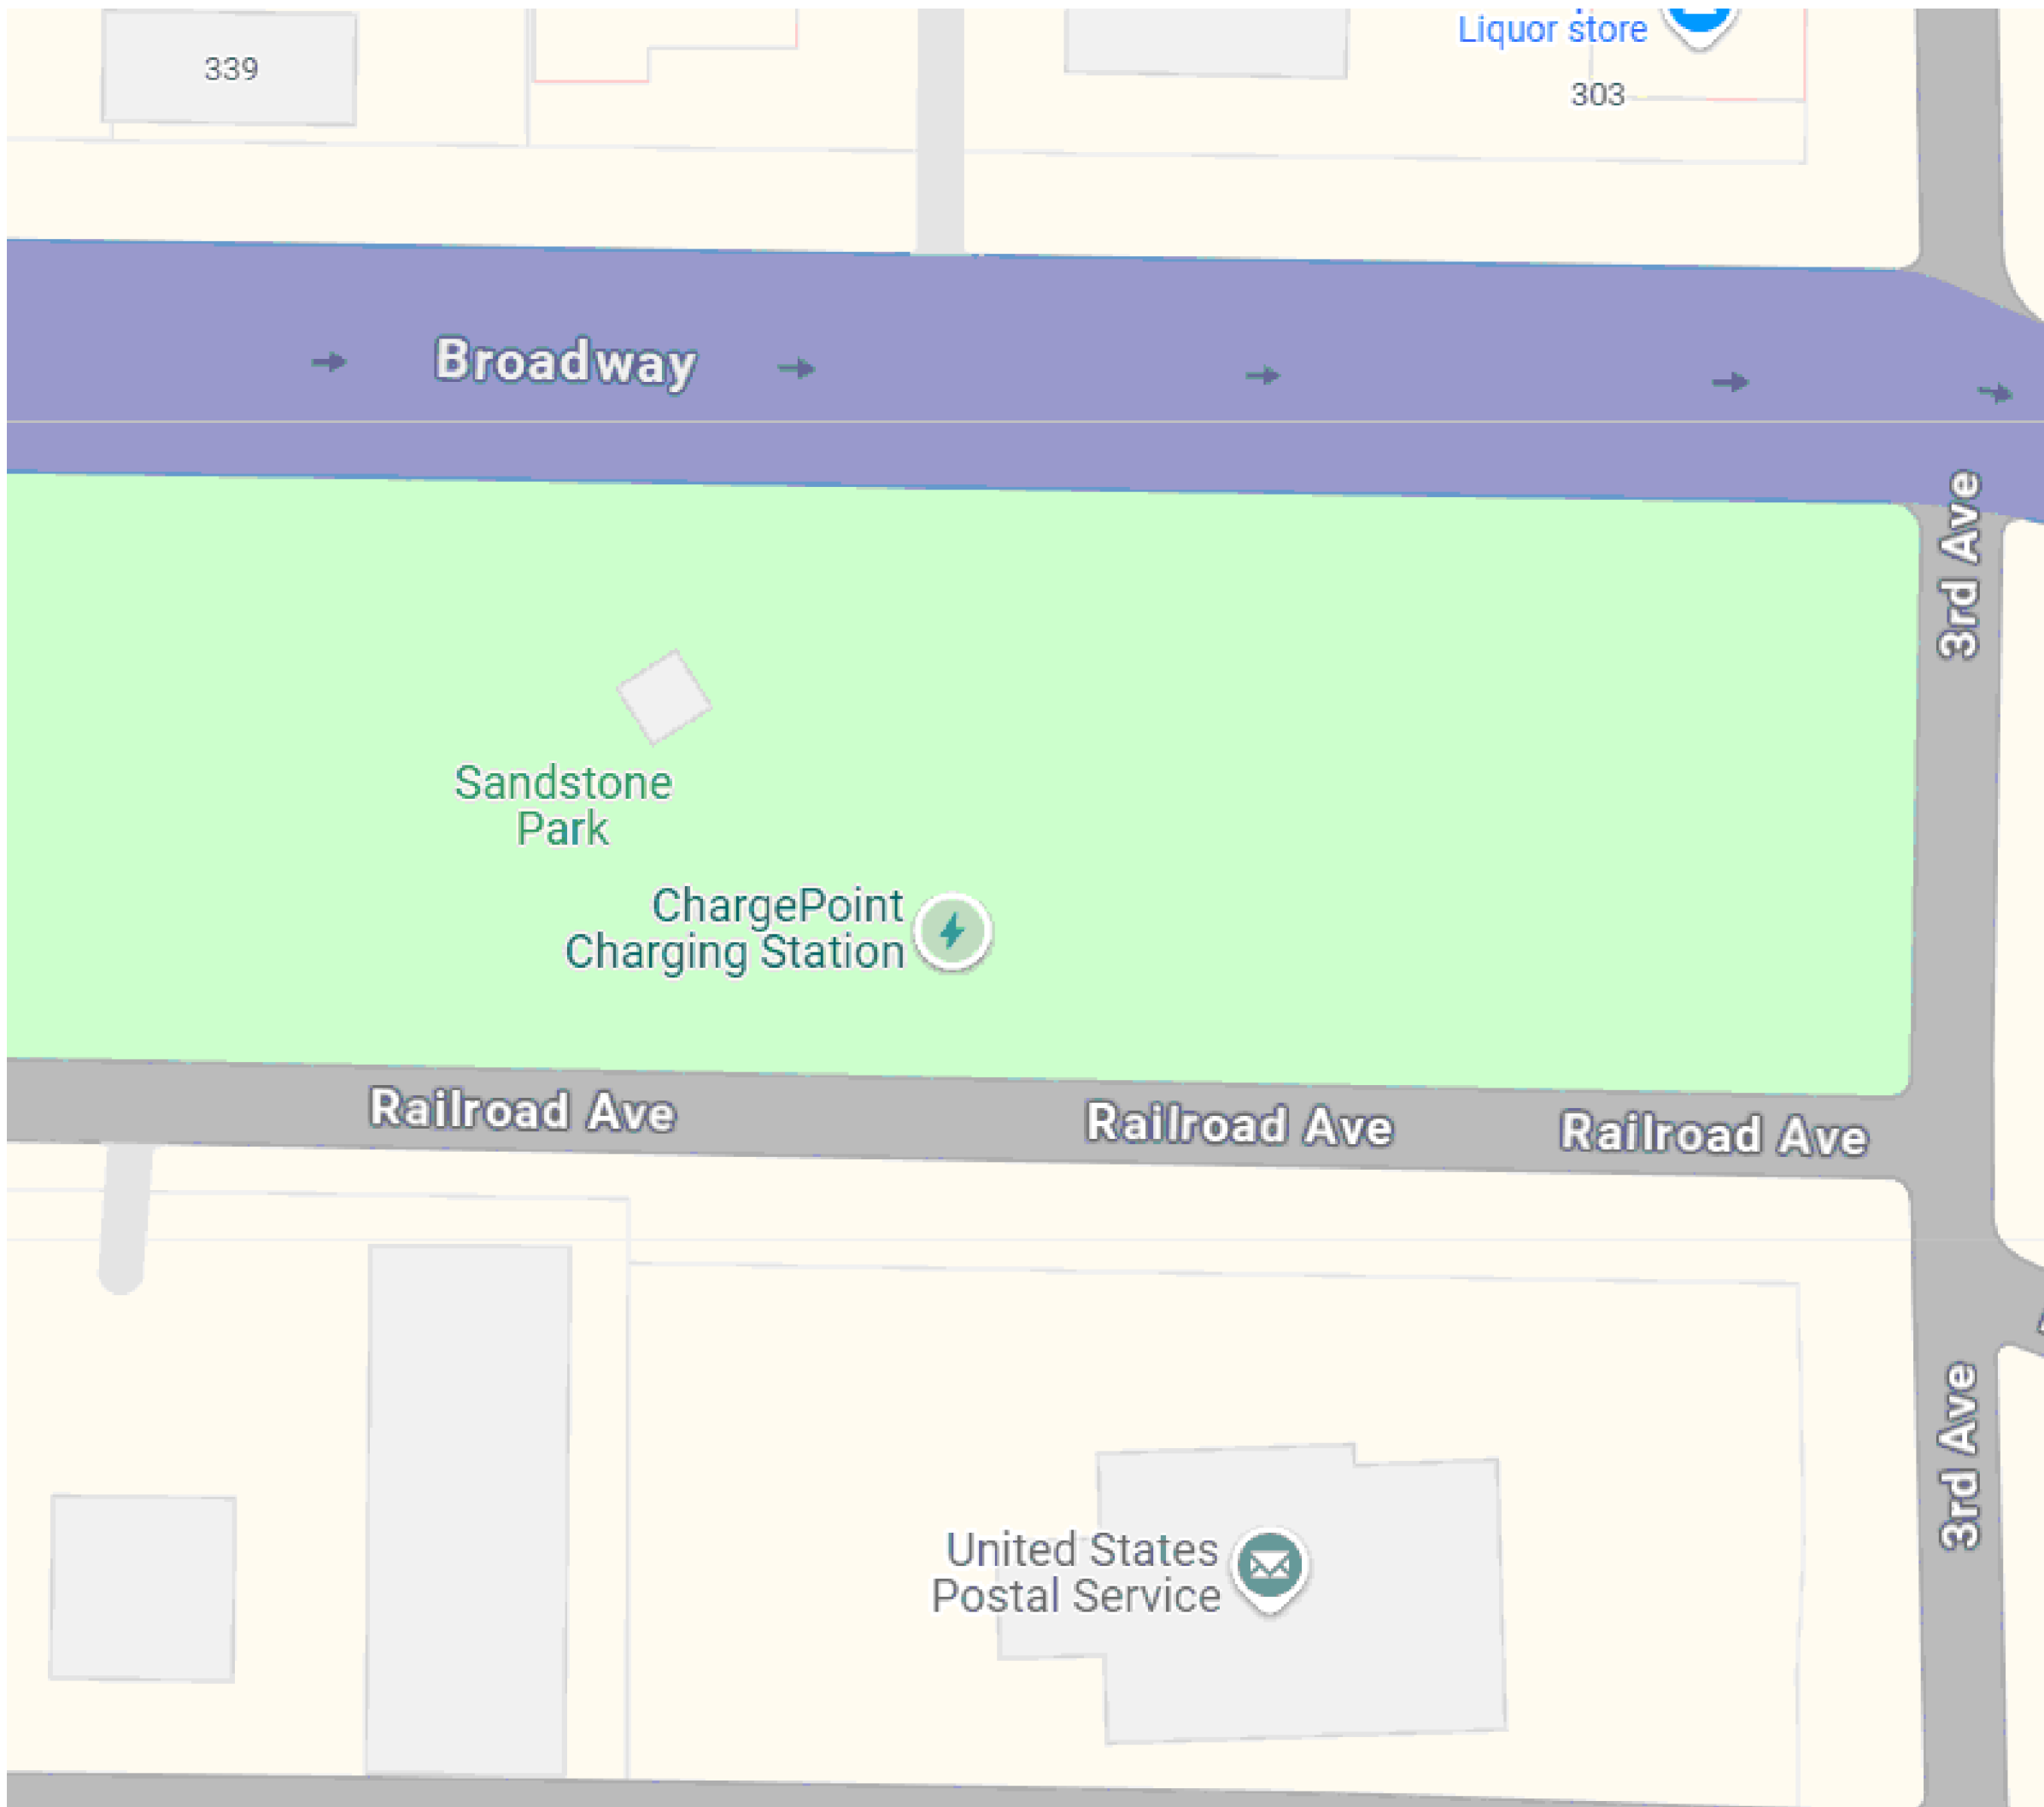 Liquor store
339
303
Broadway
3rd Ave
Sandstone
Park
ChargePoint
Charging Station
Railroad Ave
Railroad Ave
Railroad Ave
3rd Ave
United States
Postal Service